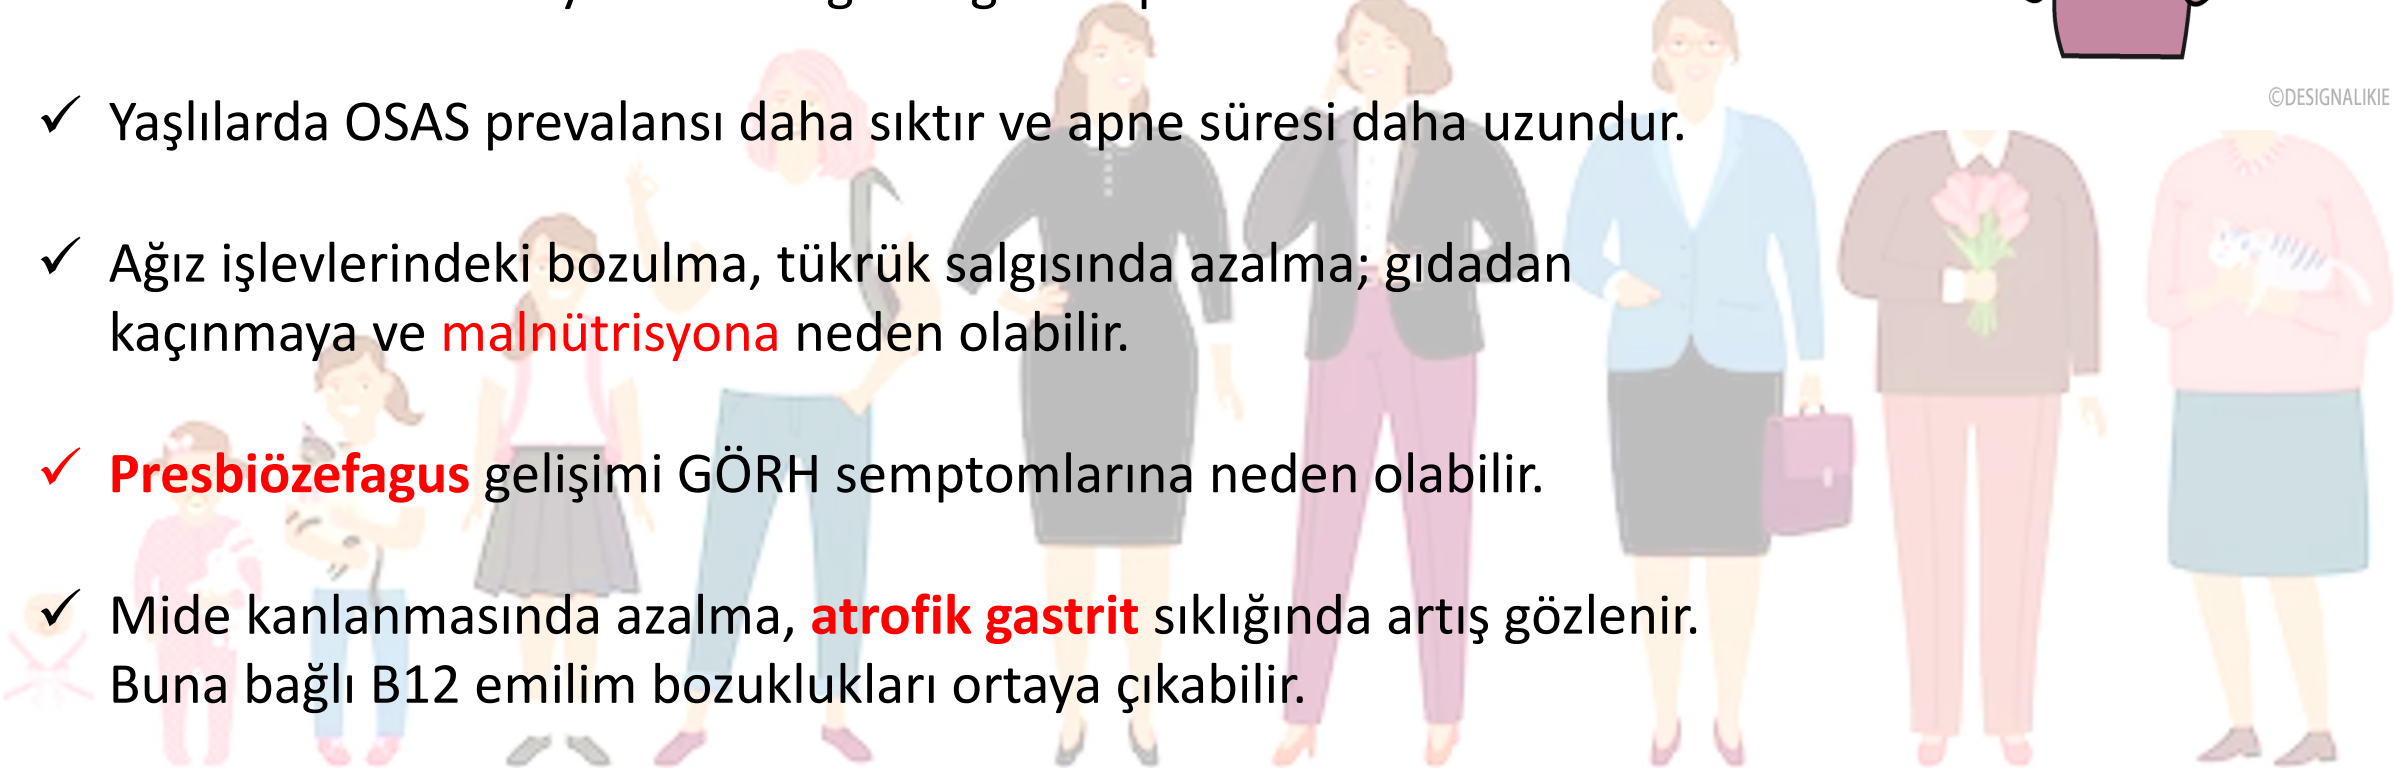 ©DESIGNALIKIE
Yaşlılarda OSAS prevalansı daha sıktır ve apne süresi daha uzundur.
Ağız işlevlerindeki bozulma, tükrük salgısında azalma; gıdadan
kaçınmaya ve malnütrisyona neden olabilir.
Presbiözefagus gelişimi GÖRH semptomlarına neden olabilir.
Mide kanlanmasında azalma, atrofik gastrit sıklığında artış gözlenir.
Buna bağlı B12 emilim bozuklukları ortaya çıkabilir.